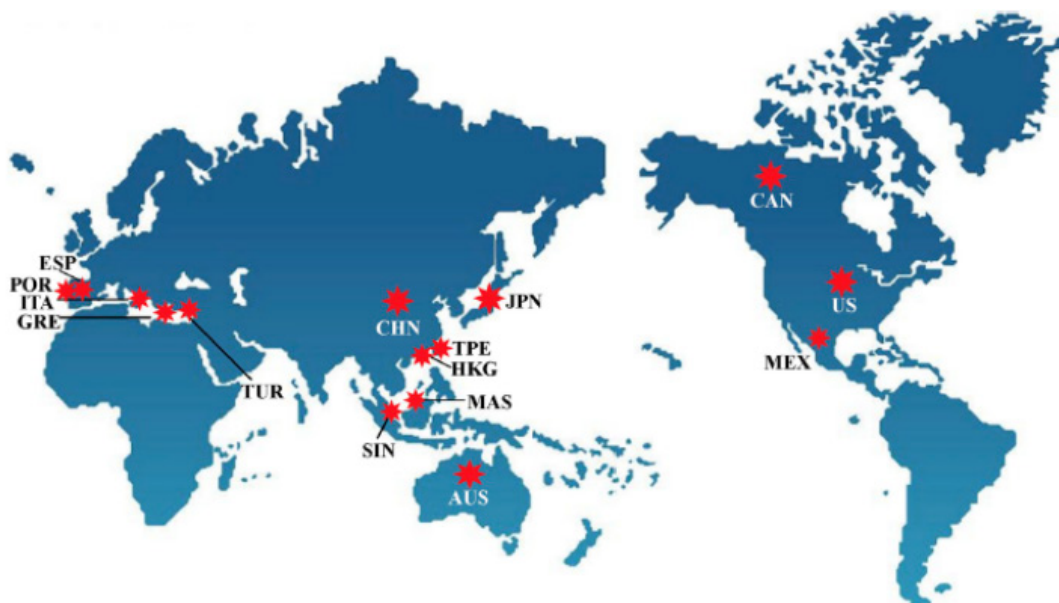 CAN
ESP
POR
ITA
GRE
TUR
CHN
JPN
US
TPE
HKG
MEX
MAS
SIN
AUS